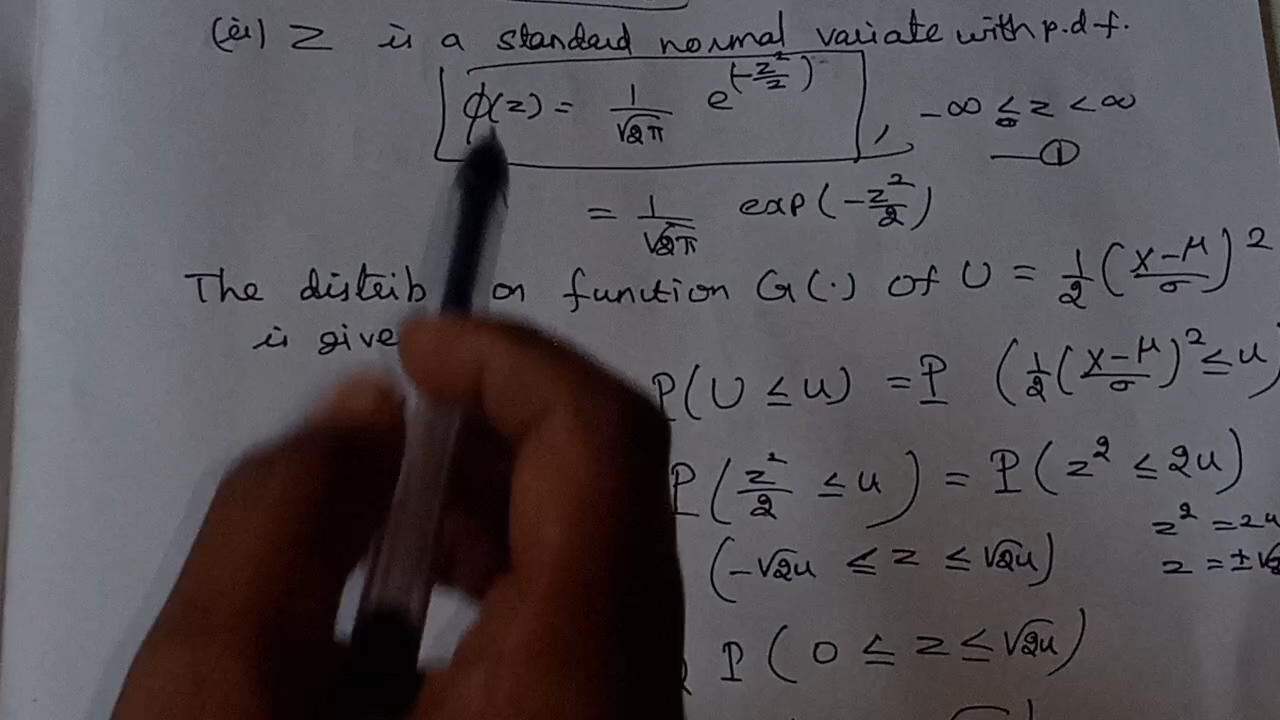 (ii) Z is a standard normal variate with p.d.f.
ϕ(z) = 1/√2π e^(-z²/2), -∞ ≤ z < ∞
—①
= 1/√2π exp(-z²/2)
The distrib on function G(·) of U = 1/2 (X-μ/σ)²
is give
P(U ≤ u) = P (1/2 (X-μ/σ)² ≤ u)
P(z²/2 ≤ u) = P(z² ≤ 2u)
z² = 2u
(-√2u ≤ z ≤ √2u)
z = ±√2
P(0 ≤ z ≤ √2u)